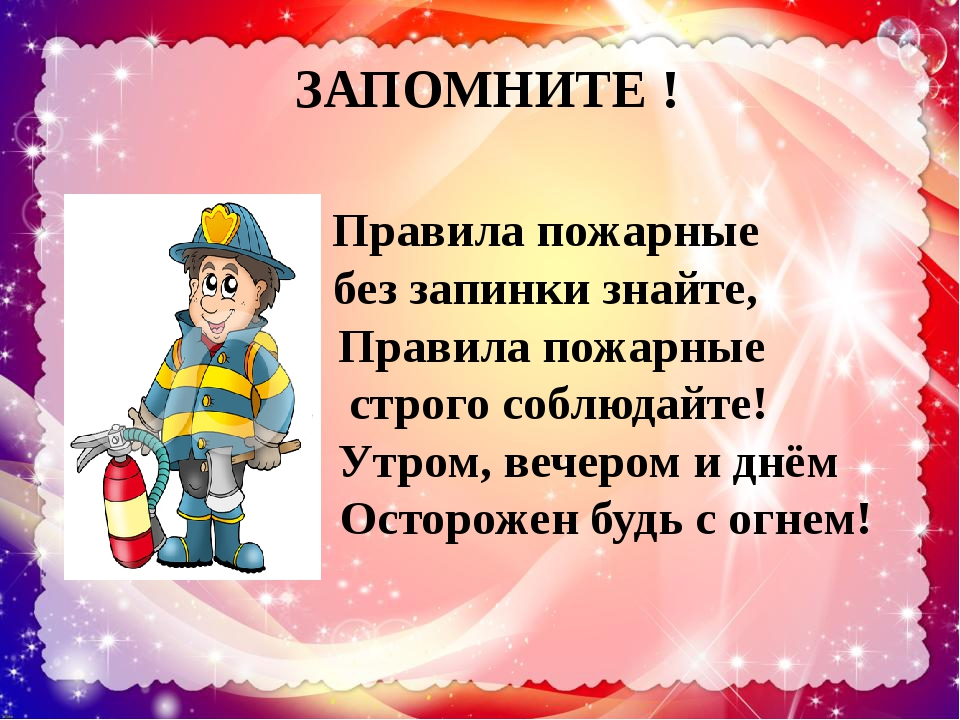 ЗАПОМНИТЕ !
Правила пожарные
без запинки знайте,
Правила пожарные
строго соблюдайте!
Утром, вечером и днём
Осторожен будь с огнем!